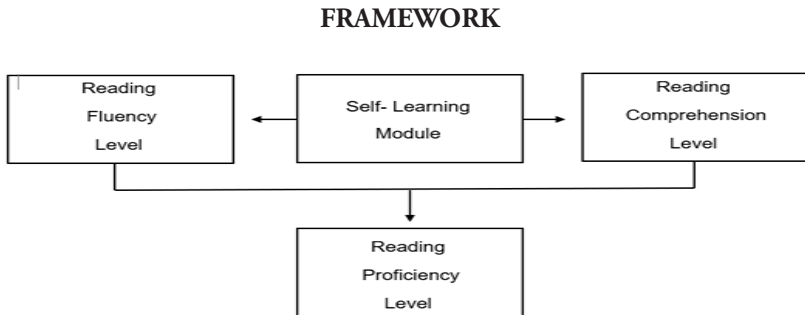 FRAMEWORK
Reading
Fluency
Level
Self- Learning
Module
Reading
Comprehension
Level
Reading
Proficiency
Level